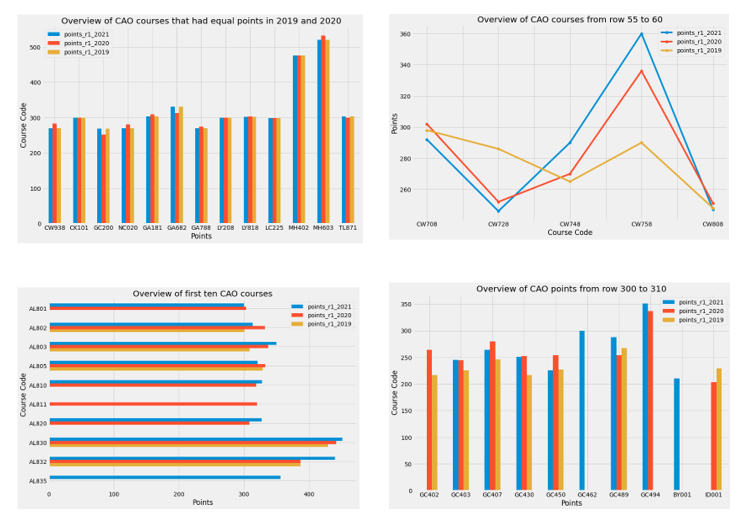 Overview of CAO courses that had equal points in 2019 and 2020
points_r1_2021
points_r1_2020
points_r1_2019
Course Code
500
400
300
200
100
0
CW938 CX101 GC200 NC020 GA181 GA682 GA788 LY208 LY818 LC225 MH402 MH603 TL871
Points
Overview of CAO courses from row 55 to 60
points_r1_2021
points_r1_2020
points_r1_2019
Points
360
340
320
300
280
260
CW708 CW728 CW748 CW758 CW808
Course Code
Overview of first ten CAO courses
points_r1_2021
points_r1_2020
points_r1_2019
Course Code
AL801
AL802
AL803
AL805
AL810
AL811
AL820
AL830
AL832
AL835
0 100 200 300 400
Points
Overview of CAO points from row 300 to 310
points_r1_2021
points_r1_2020
points_r1_2019
Course Code
350
300
250
200
150
100
50
0
GC402 GC403 GC407 GC430 GC450 GC462 GC489 GC494 BY001 ID001
Points